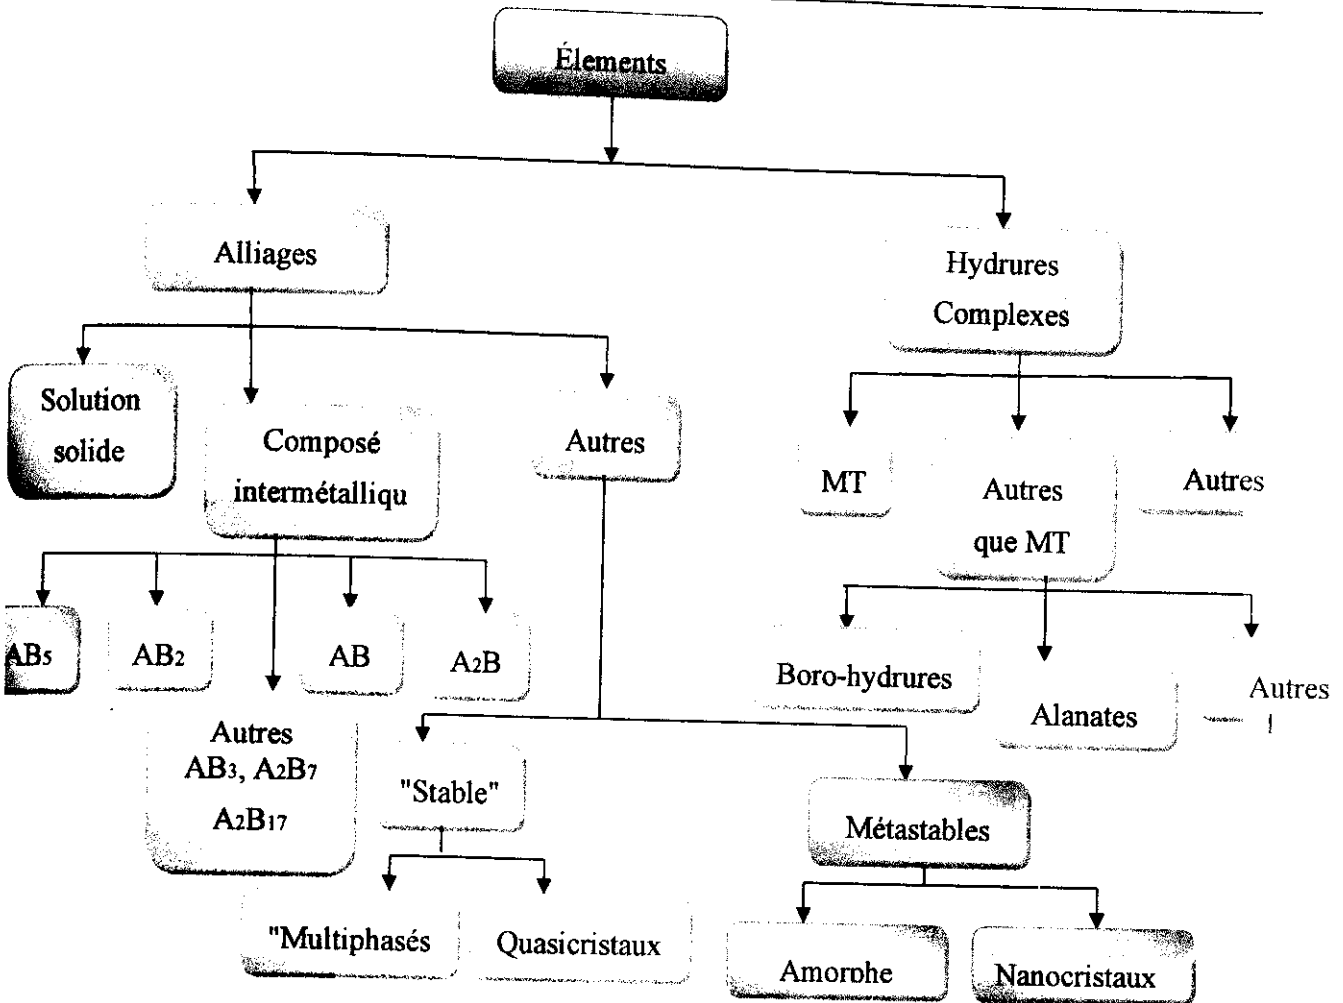 Élements
Alliages
Hydrures
Complexes
Solution
solide
Composé
intermétalliqu
Autres
MT
Autres
que MT
Autres
AB5
AB2
AB
A2B
Autres
AB3, A2B7
A2B17
Boro-hydrures
Alanates
Autres
"Stable"
Métastables
"Multiphasés
Quasicristaux
Amorphe
Nanocristaux